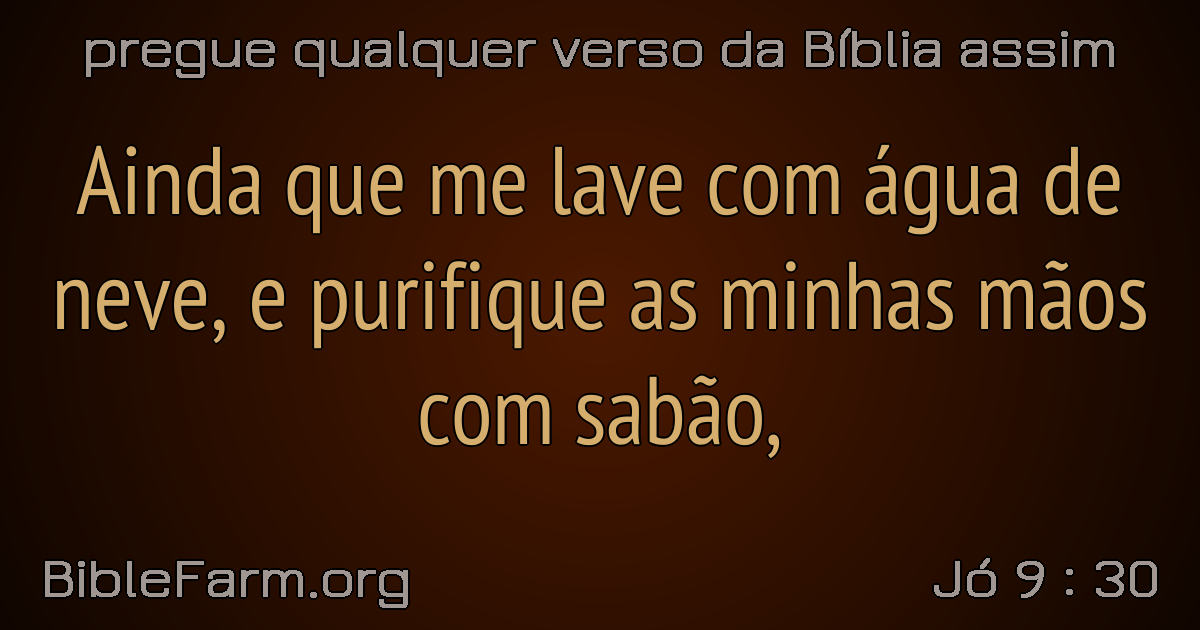 pregue qualquer verso da Bíblia assim
Ainda que me lave com água de
neve, e purifique as minhas mãos
com sabão,
BibleFarm.org
Jó 9 : 30